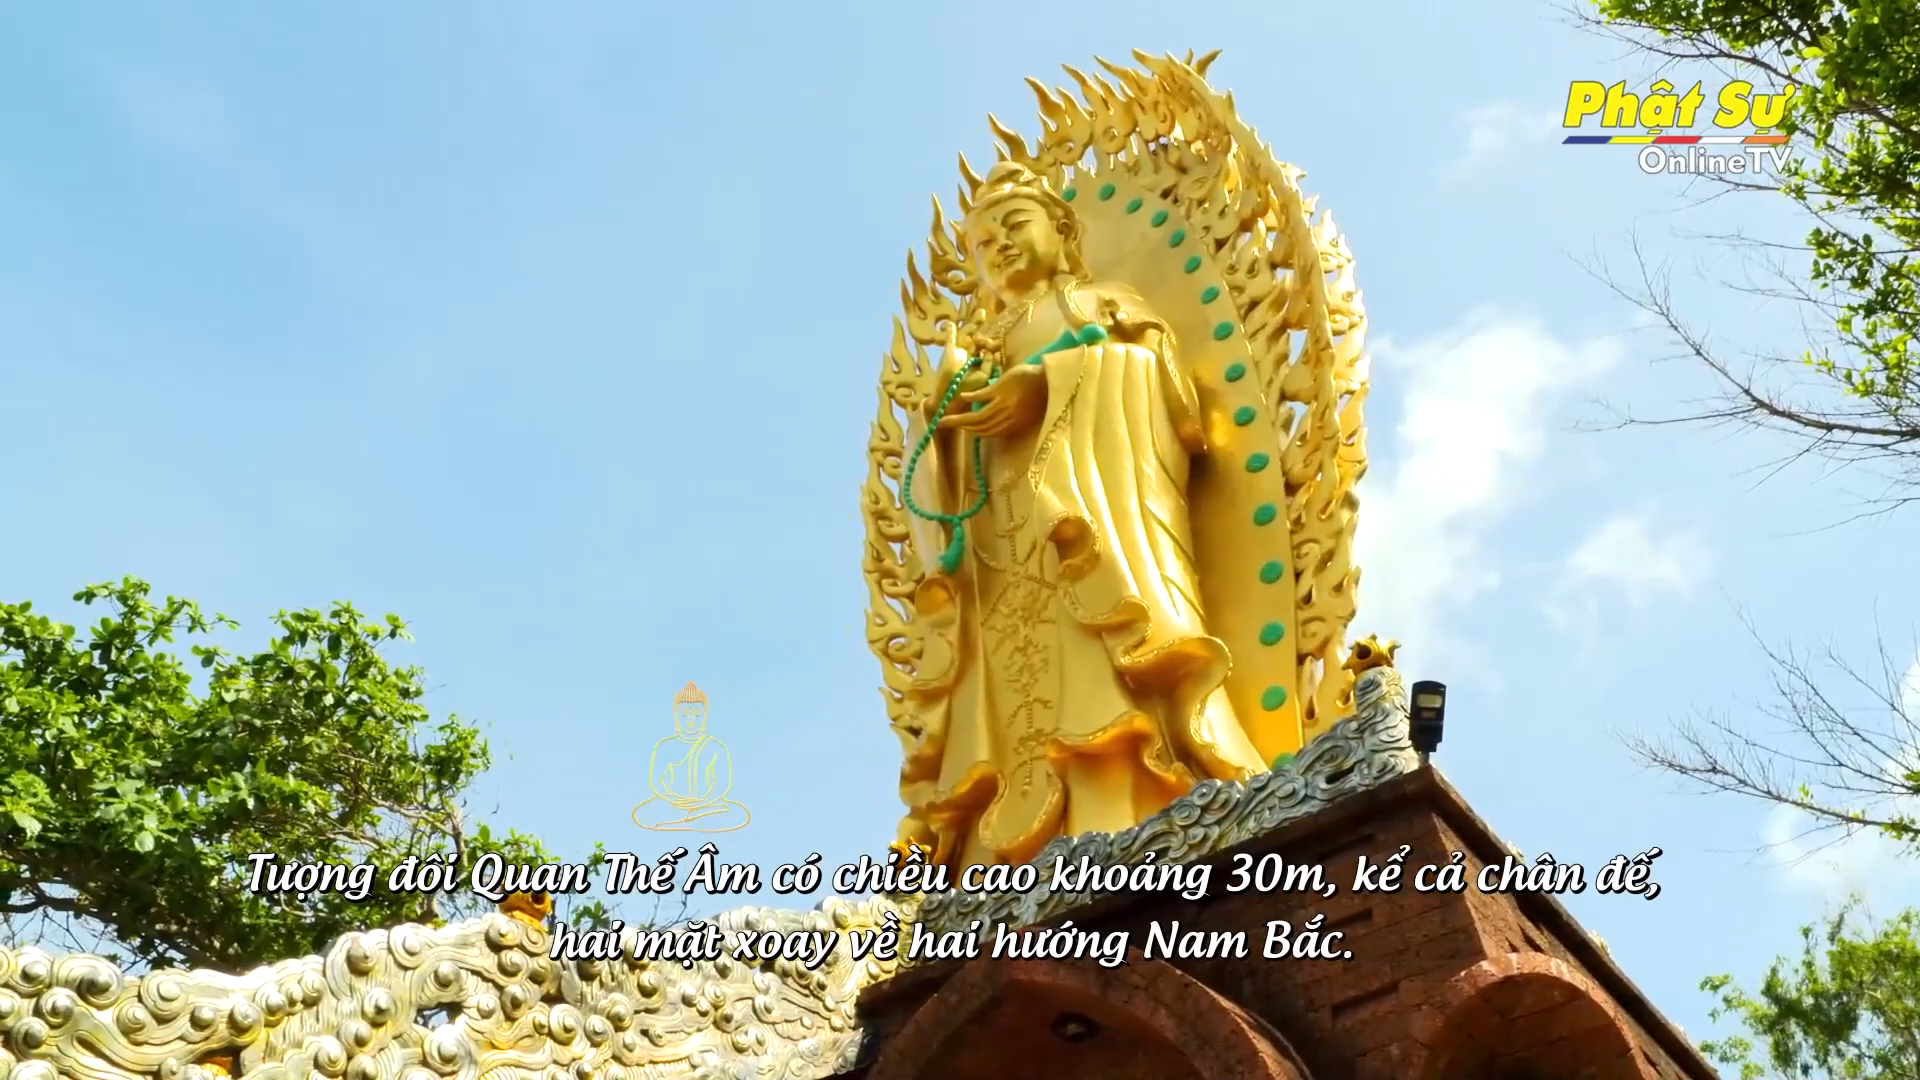 Phật Sự
OnlineTV
Tượng đôi Quan Thế Âm có chiều cao khoảng 30m, kể cả chân đế,
hai mặt xoay về hai hướng Nam Bắc.